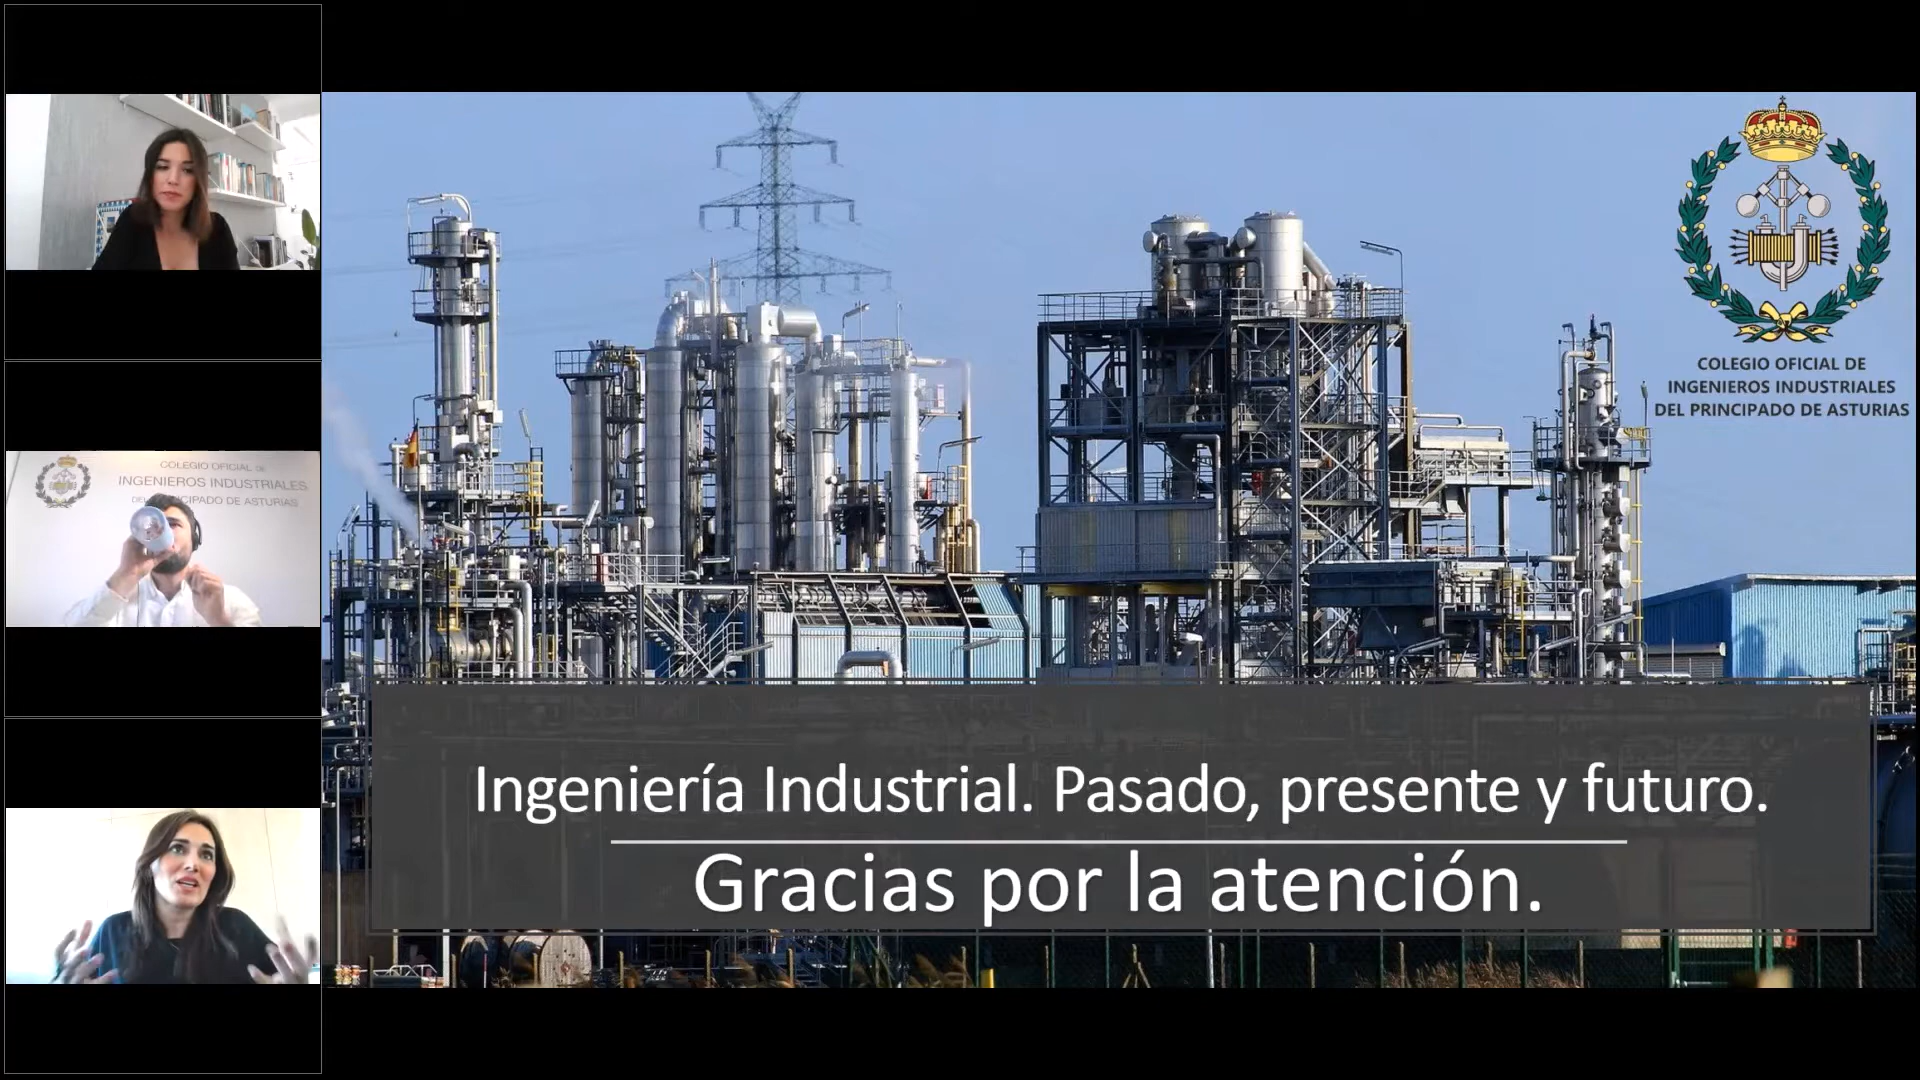 COLEGIO OFICIAL DE
INGENIEROS INDUSTRIALES
DEL PRINCIPADO DE ASTURIAS
COLEGIO OFICIAL DE
INGENIEROS INDUSTRIALES
PRINCIPADO DE ASTURIAS
Ingeniería Industrial. Pasado, presente y futuro.
Gracias por la atención.